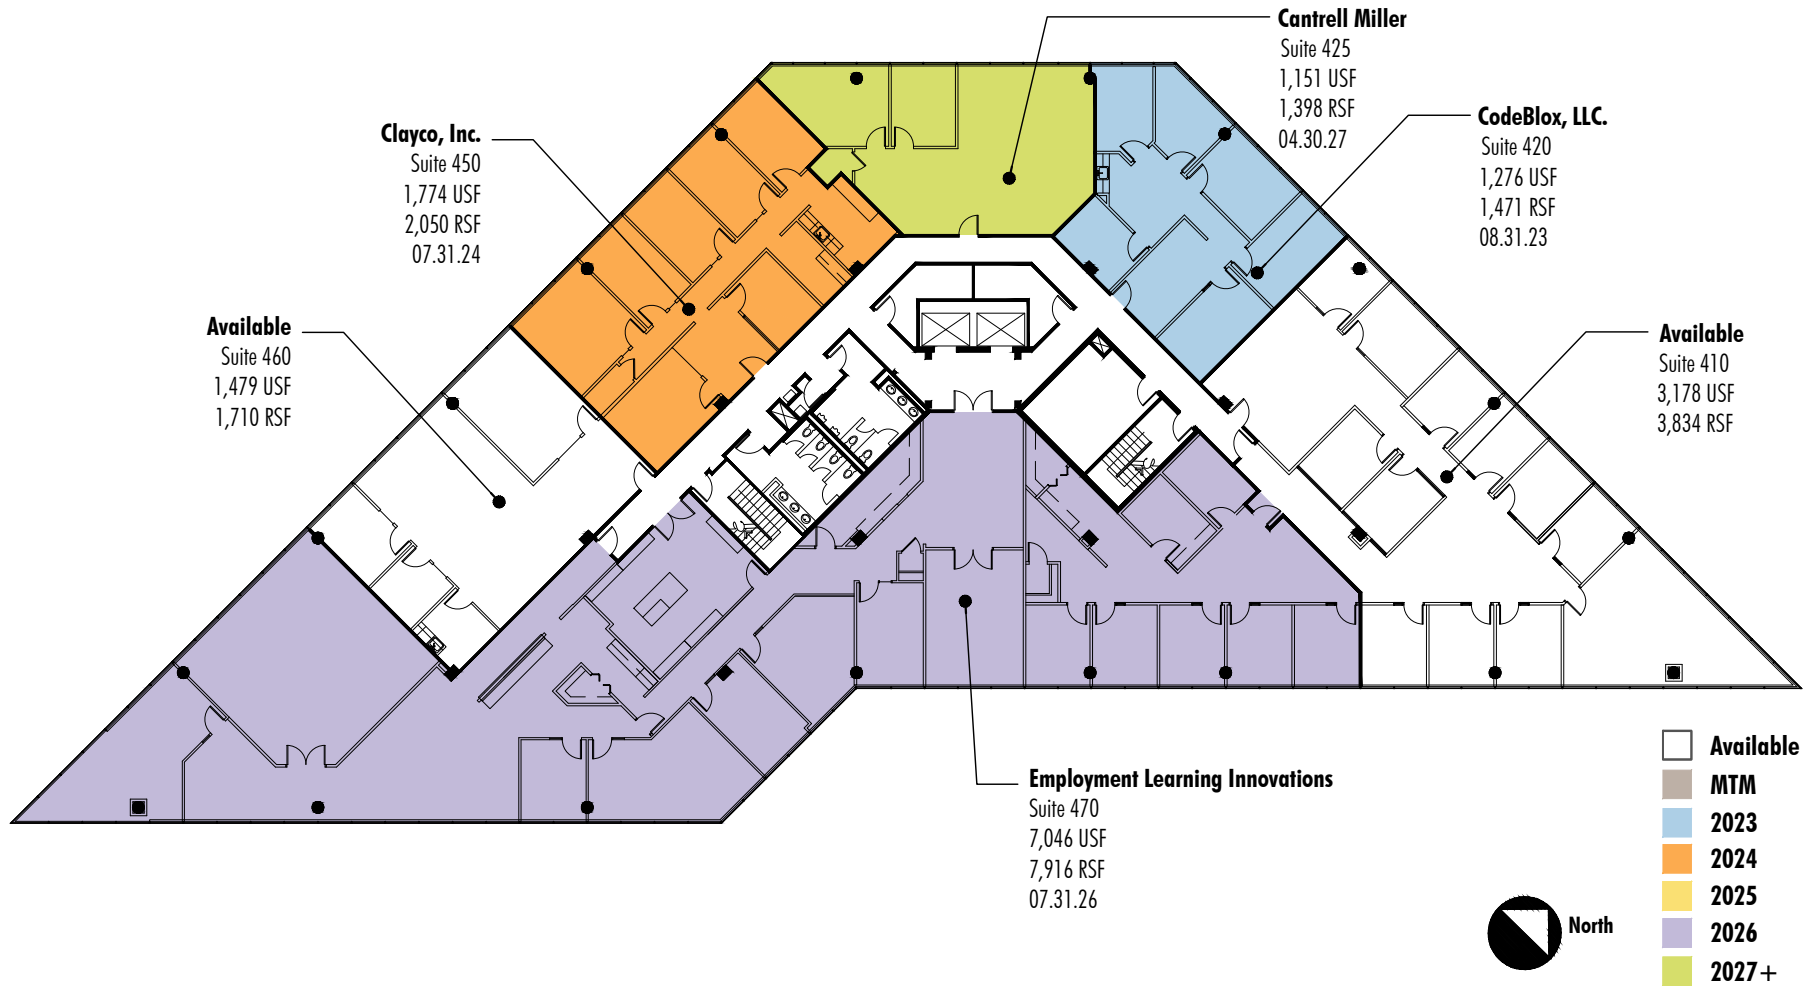 Cantrell Miller
Suite 425
1,151 USF
1,398 RSF
04.30.27
CodeBlox, LLC.
Suite 420
1,276 USF
1,471 RSF
08.31.23
Clayco, Inc.
Suite 450
1,774 USF
2,050 RSF
07.31.24
Available
Suite 460
1,479 USF
1,710 RSF
Available
Suite 410
3,178 USF
3,834 RSF
Employment Learning Innovations
Suite 470
7,046 USF
7,916 RSF
07.31.26
North
Available
MTM
2023
2024
2025
2026
2027+